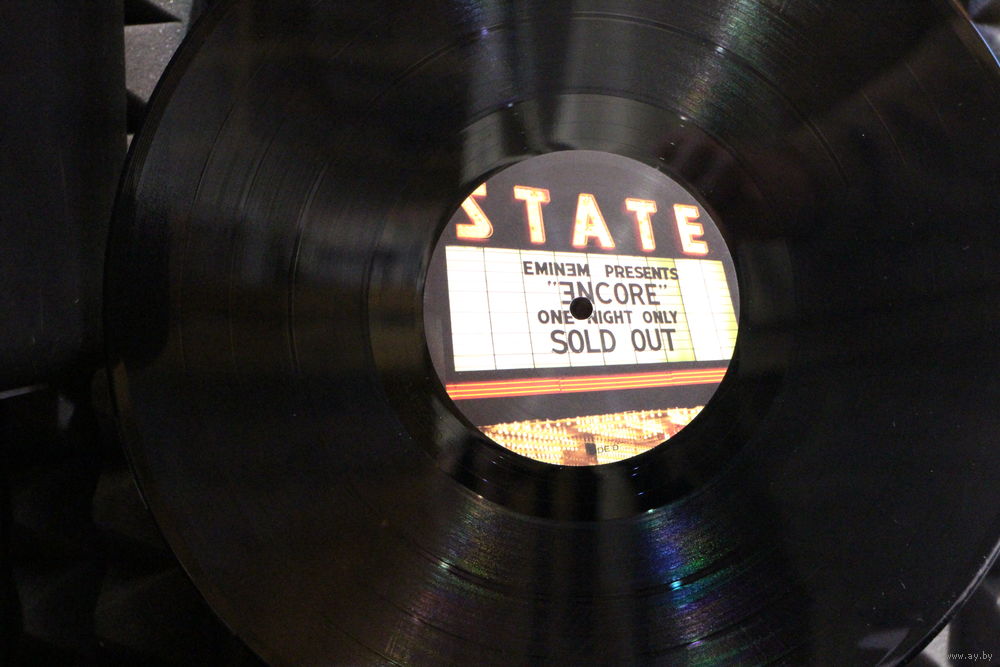 STATE
EMINƎM PRESENTS
"ƎNCORE"
ONE NIGHT ONLY
SOLD OUT
www.ay.by